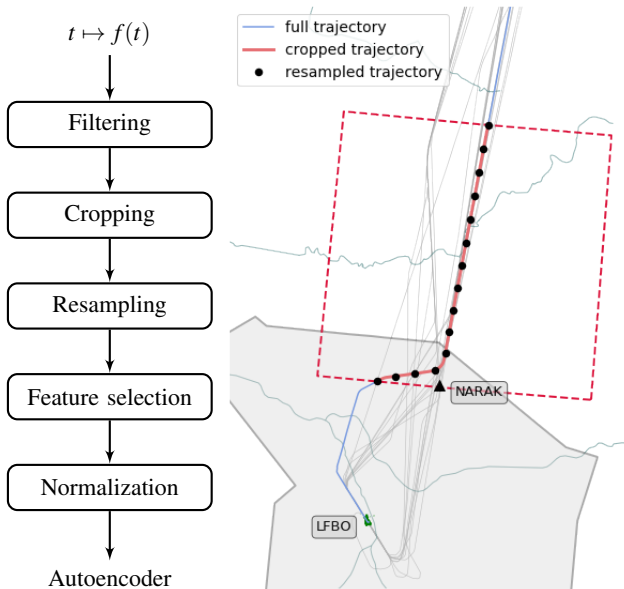 t ↦ f(t)
Filtering
Cropping
Resampling
Feature selection
Normalization
Autoencoder
full trajectory
cropped trajectory
resampled trajectory
NARAK
LFBO